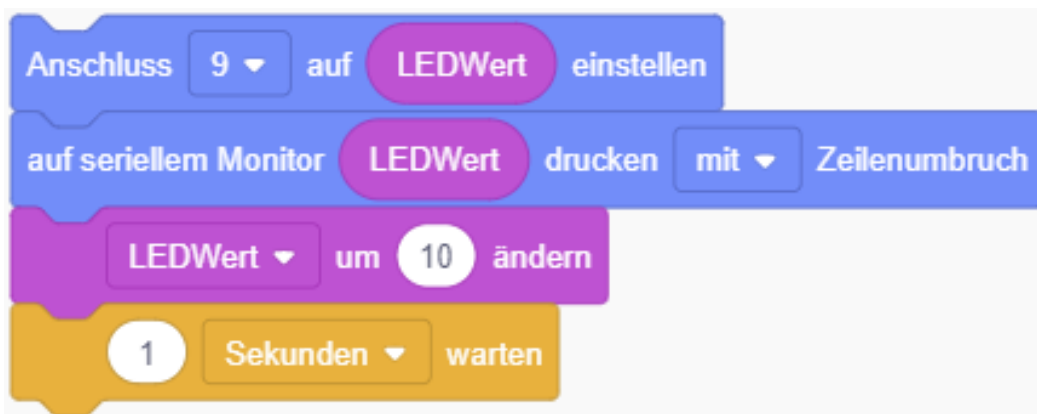 Anschluss 9 auf LEDWert einstellen
auf seriellem Monitor LEDWert drucken mit Zeilenumbruch
LEDWert um 10 ändern
1 Sekunden warten